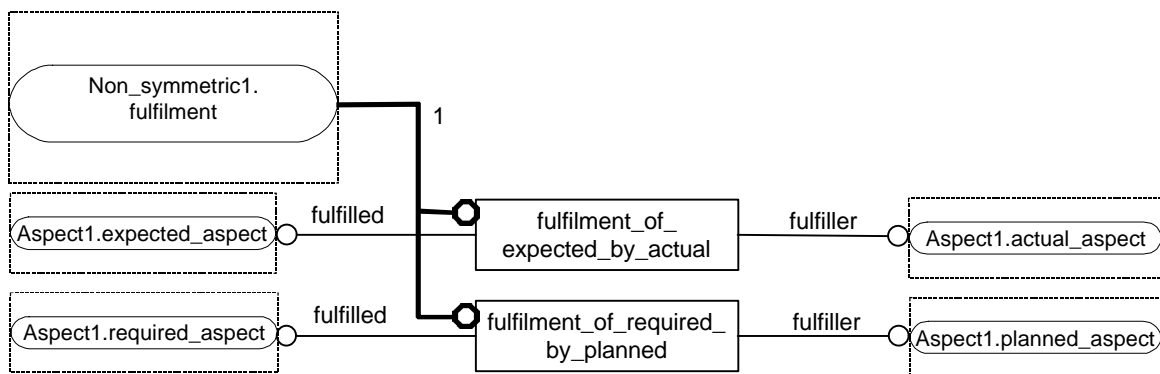 Non_symmetric1.
fulfilment
1
Aspect1.expected_aspect
fulfilled
fulfilment_of_
expected_by_actual
fulfiller
Aspect1.actual_aspect
Aspect1.required_aspect
fulfilled
fulfilment_of_required_
by_planned
fulfiller
Aspect1.planned_aspect